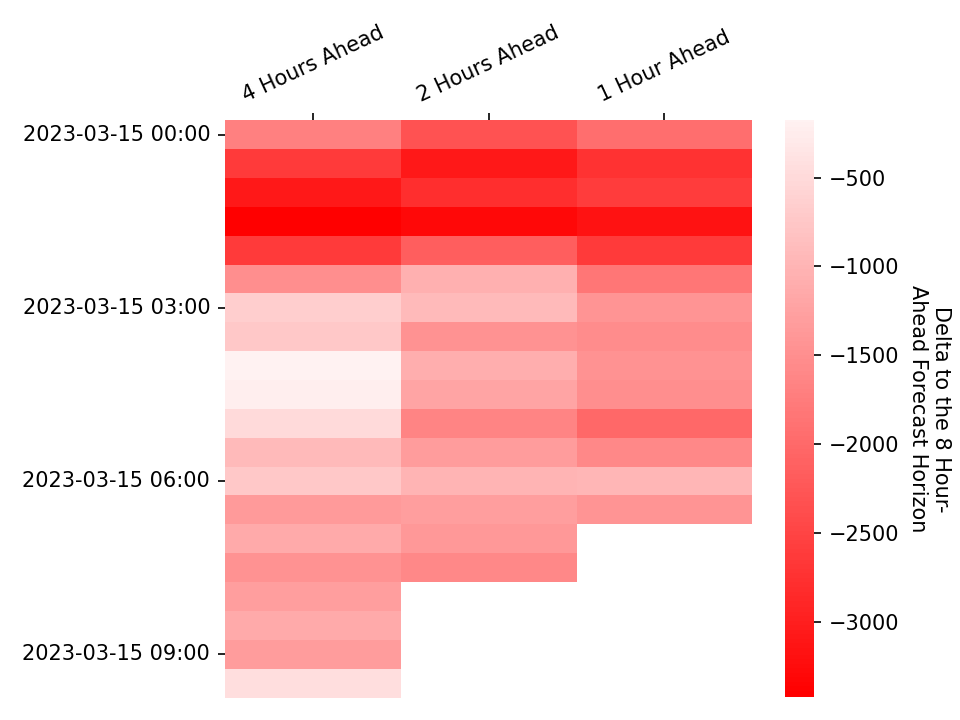 4 Hours Ahead
2 Hours Ahead
1 Hour Ahead
2023-03-15 00:00
2023-03-15 03:00
2023-03-15 06:00
2023-03-15 09:00
−500
−1000
−1500
−2000
−2500
−3000
Delta to the 8 Hour-
Ahead Forecast Horizon